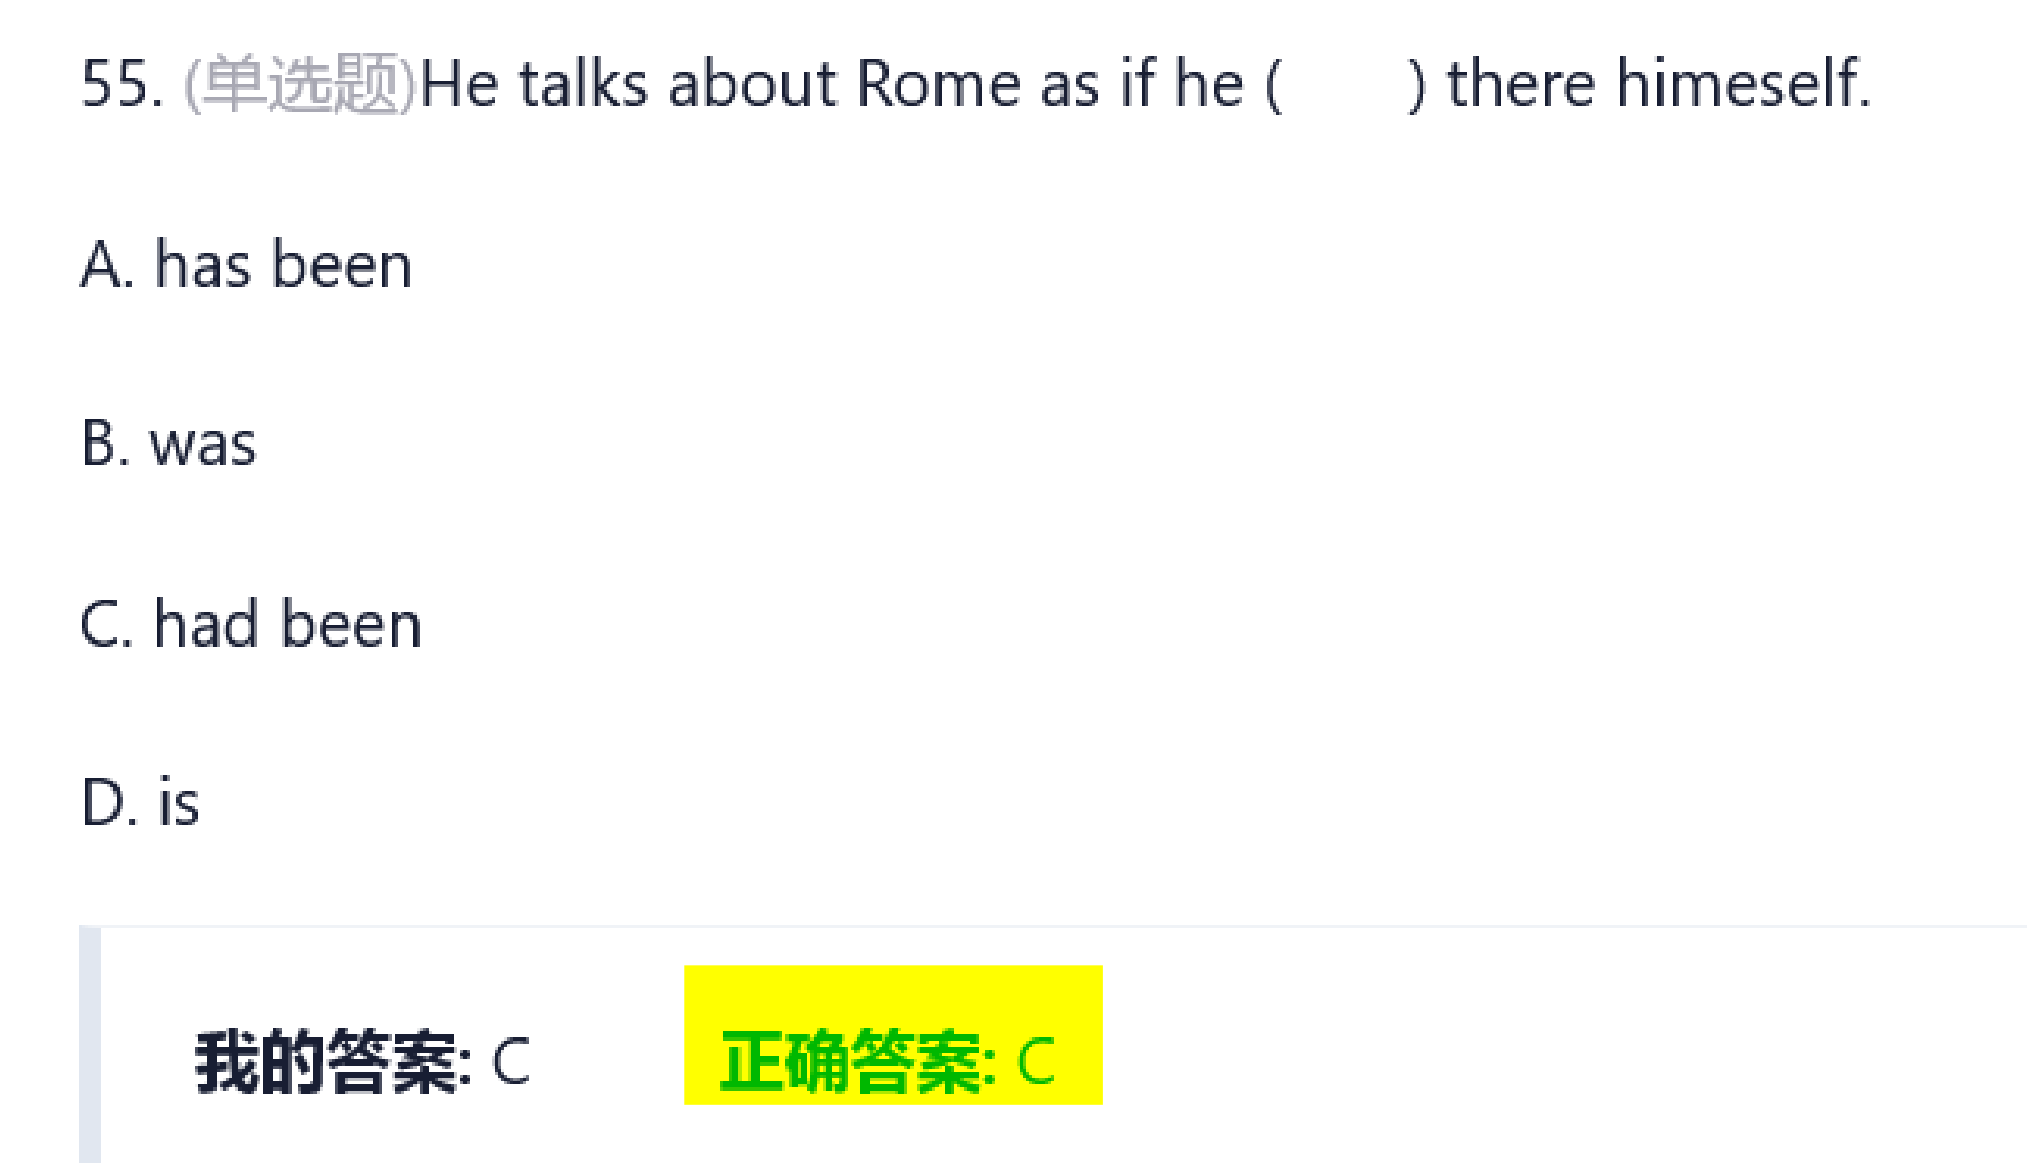 55. (单选题)He talks about Rome as if he (      ) there himeself.
A. has been
B. was
C. had been
D. is
我的答案: C 正确答案: C